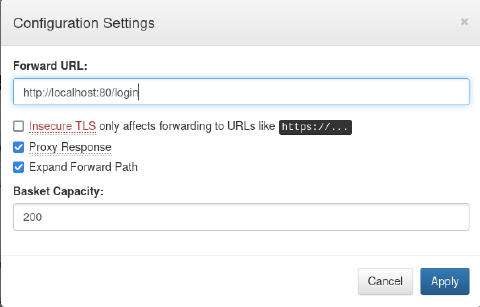 Configuration Settings ×
Forward URL:
http://localhost:80/login
Insecure TLS only affects forwarding to URLs like https://...
Proxy Response
Expand Forward Path
Basket Capacity:
200
Cancel Apply